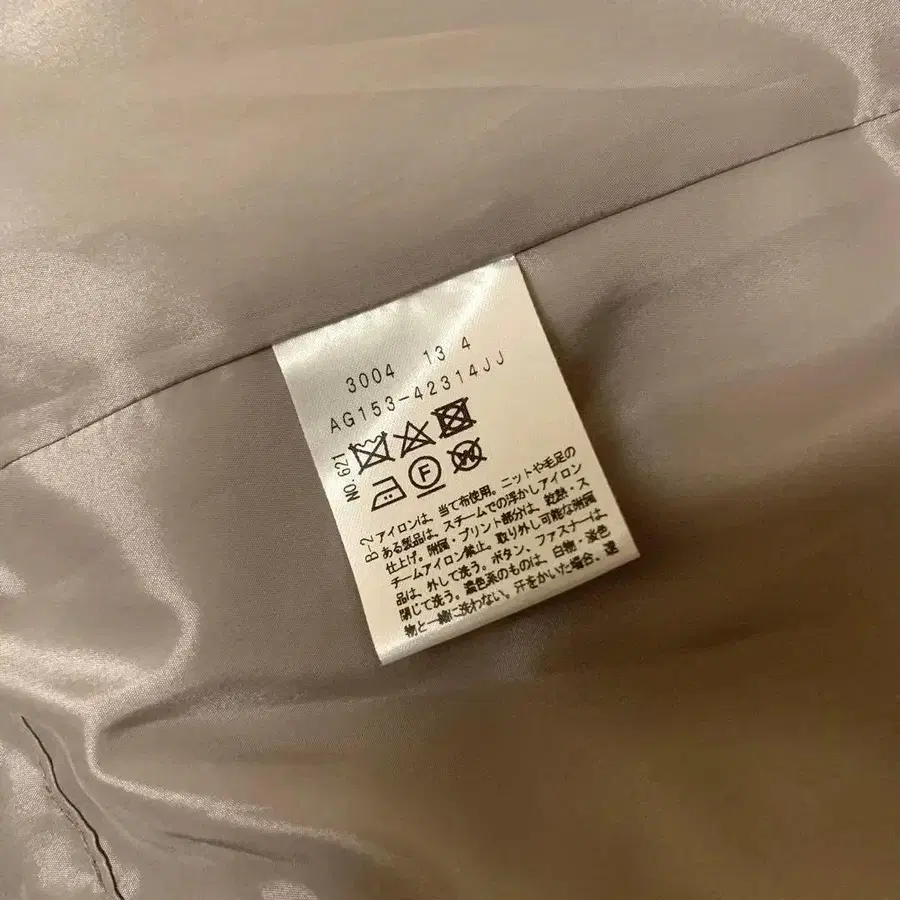 3004 13 4
AG153-42314JJ
NO.621
F
W
B-2 アイロンは、当て布使用。ニットや毛足の
ある製品は、スチームでの浮かしアイロン
仕上げ。附属・プリント部分は、乾熱・ス
チームアイロン禁止。取り外し可能な附属
品は、外して洗う。ボタン、ファスナーは
閉じて洗う。濃色系のものは、白物・淡色
物と一緒に洗わない。汗をかいた場合、速